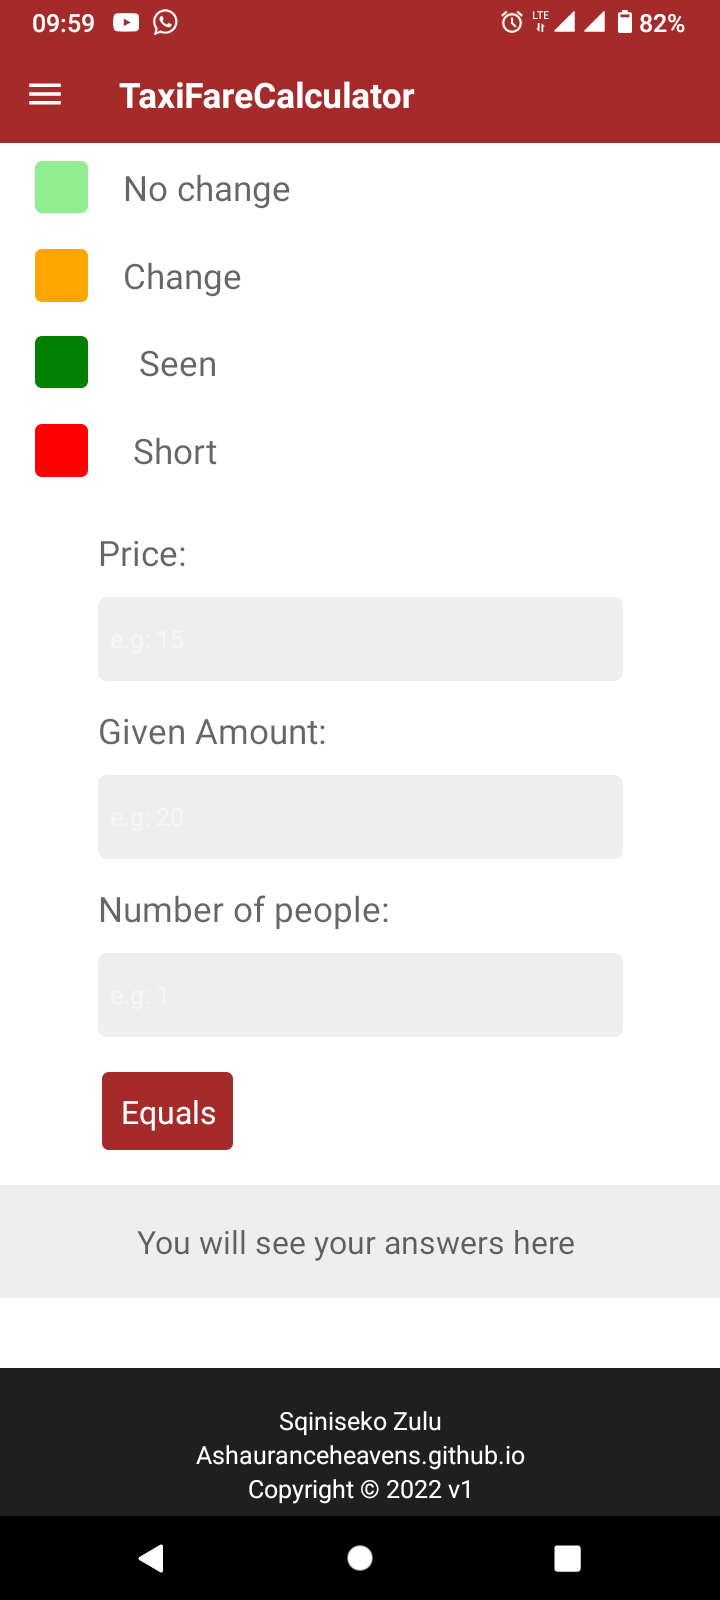 09:59 LTE 82%
TaxiFareCalculator
No change
Change
Seen
Short
Price:
e.g: 15
Given Amount:
e.g: 20
Number of people:
e.g: 1
Equals
You will see your answers here
Sqiniseko Zulu
Ashauranceheavens.github.io
Copyright © 2022 v1